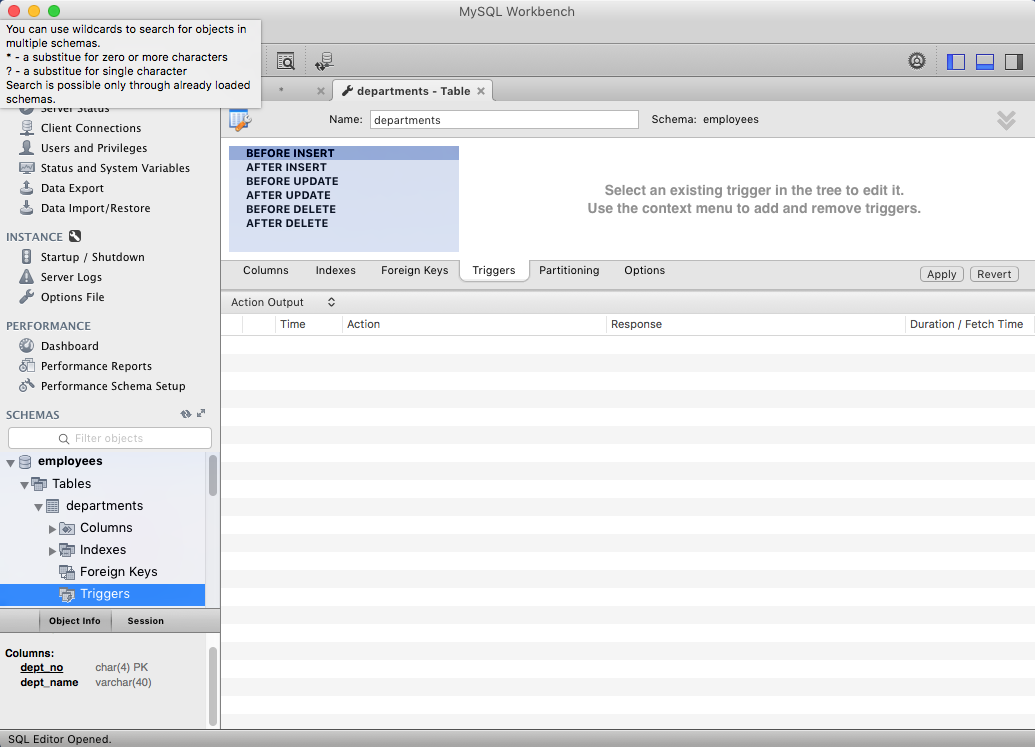 MySQL Workbench
You can use wildcards to search for objects in
multiple schemas.
* - a substitue for zero or more characters
? - a substitue for single character
Search is possible only through already loaded
schemas.
* departments - Table
Server Status
Client Connections
Users and Privileges
Status and System Variables
Data Export
Data Import/Restore
INSTANCE
Startup / Shutdown
Server Logs
Options File
PERFORMANCE
Dashboard
Performance Reports
Performance Schema Setup
SCHEMAS
Filter objects
employees
Tables
departments
Columns
Indexes
Foreign Keys
Triggers
Object Info Session
Columns:
dept_no char(4) PK
dept_name varchar(40)
Name: departments Schema: employees
BEFORE INSERT
AFTER INSERT
BEFORE UPDATE
AFTER UPDATE
BEFORE DELETE
AFTER DELETE
Select an existing trigger in the tree to edit it.
Use the context menu to add and remove triggers.
Columns Indexes Foreign Keys Triggers Partitioning Options Apply Revert
Action Output
Time Action Response Duration / Fetch Time
SQL Editor Opened.